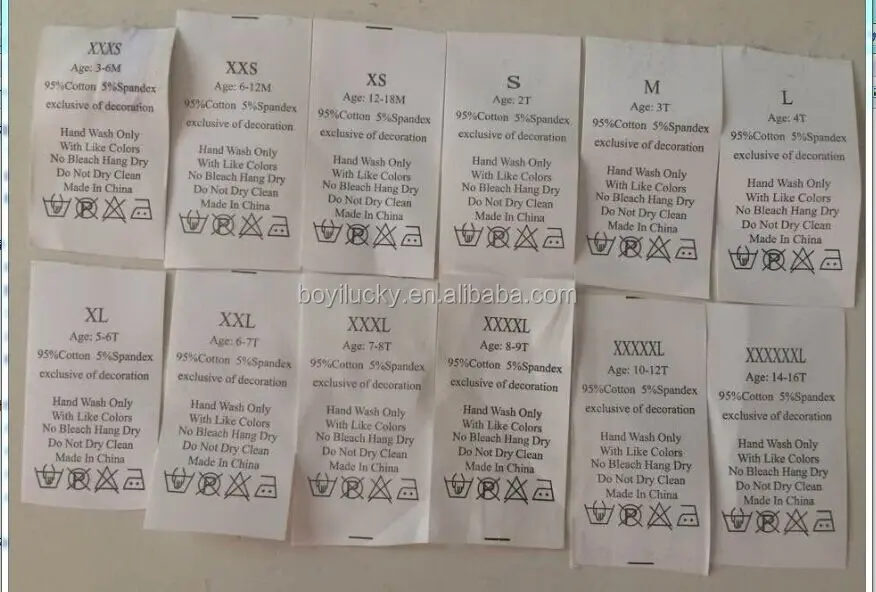 XXXS
Age: 3-6M
95%Cotton 5%Spandex
exclusive of decoration
Hand Wash Only
With Like Colors
No Bleach Hang Dry
Do Not Dry Clean
Made In China
XXS
Age: 6-12M
95%Cotton 5%Spandex
exclusive of decoration
Hand Wash Only
With Like Colors
No Bleach Hang Dry
Do Not Dry Clean
Made In China
XS
Age: 12-18M
95%Cotton 5%Spandex
exclusive of decoration
Hand Wash Only
With Like Colors
No Bleach Hang Dry
Do Not Dry Clean
Made In China
S
Age: 2T
95%Cotton 5%Spandex
exclusive of decoration
Hand Wash Only
With Like Colors
No Bleach Hang Dry
Do Not Dry Clean
Made In China
M
Age: 3T
95%Cotton 5%Spandex
exclusive of decoration
Hand Wash Only
With Like Colors
No Bleach Hang Dry
Do Not Dry Clean
Made In China
L
Age: 4T
95%Cotton 5%Spandex
exclusive of decoration
Hand Wash Only
With Like Colors
No Bleach Hang Dry
Do Not Dry Clean
Made In China
boyilucky.en.alibaba.com
XL
Age: 5-6T
95%Cotton 5%Spandex
exclusive of decoration
Hand Wash Only
With Like Colors
No Bleach Hang Dry
Do Not Dry Clean
Made In China
XXL
Age: 6-7T
95%Cotton 5%Spandex
exclusive of decoration
Hand Wash Only
With Like Colors
No Bleach Hang Dry
Do Not Dry Clean
Made In China
XXXL
Age: 7-8T
95%Cotton 5%Spandex
exclusive of decoration
Hand Wash Only
With Like Colors
No Bleach Hang Dry
Do Not Dry Clean
Made In China
XXXXL
Age: 8-9T
95%Cotton 5%Spandex
exclusive of decoration
Hand Wash Only
With Like Colors
No Bleach Hang Dry
Do Not Dry Clean
Made In China
XXXXXL
Age: 10-12T
95%Cotton 5%Spandex
exclusive of decoration
Hand Wash Only
With Like Colors
No Bleach Hang Dry
Do Not Dry Clean
Made In China
XXXXXXL
Age: 14-16T
95%Cotton 5%Spandex
exclusive of decoration
Hand Wash Only
With Like Colors
No Bleach Hang Dry
Do Not Dry Clean
Made In China